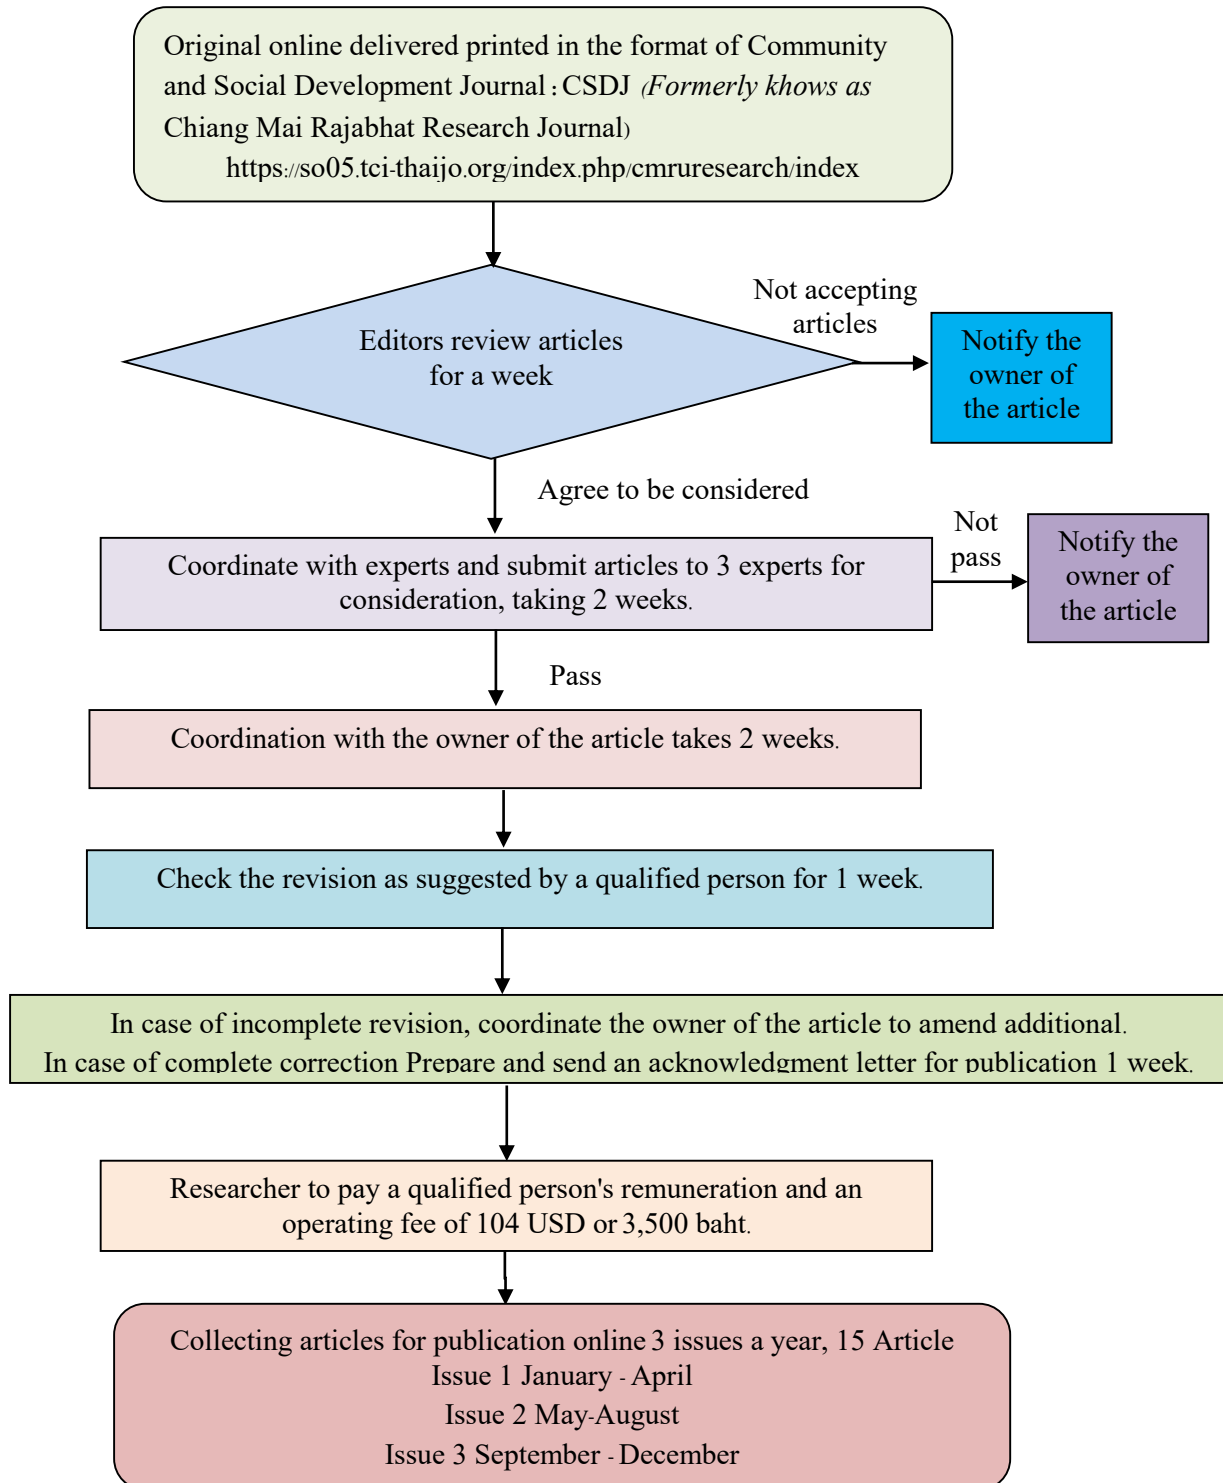 Original online delivered printed in the format of Community
and Social Development Journal : CSDJ (Formerly khows as
Chiang Mai Rajabhat Research Journal)
https://so05.tci-thaijo.org/index.php/cmruresearch/index
Not accepting
articles
Editors review articles
for a week
Notify the
owner of
the article
Agree to be considered
Not
pass
Coordinate with experts and submit articles to 3 experts for
consideration, taking 2 weeks.
Notify the
owner of
the article
Pass
Coordination with the owner of the article takes 2 weeks.
Check the revision as suggested by a qualified person for 1 week.
In case of incomplete revision, coordinate the owner of the article to amend additional.
In case of complete correction Prepare and send an acknowledgment letter for publication 1 week.
Researcher to pay a qualified person's remuneration and an
operating fee of 104 USD or 3,500 baht.
Collecting articles for publication online 3 issues a year, 15 Article
Issue 1 January - April
Issue 2 May-August
Issue 3 September - December